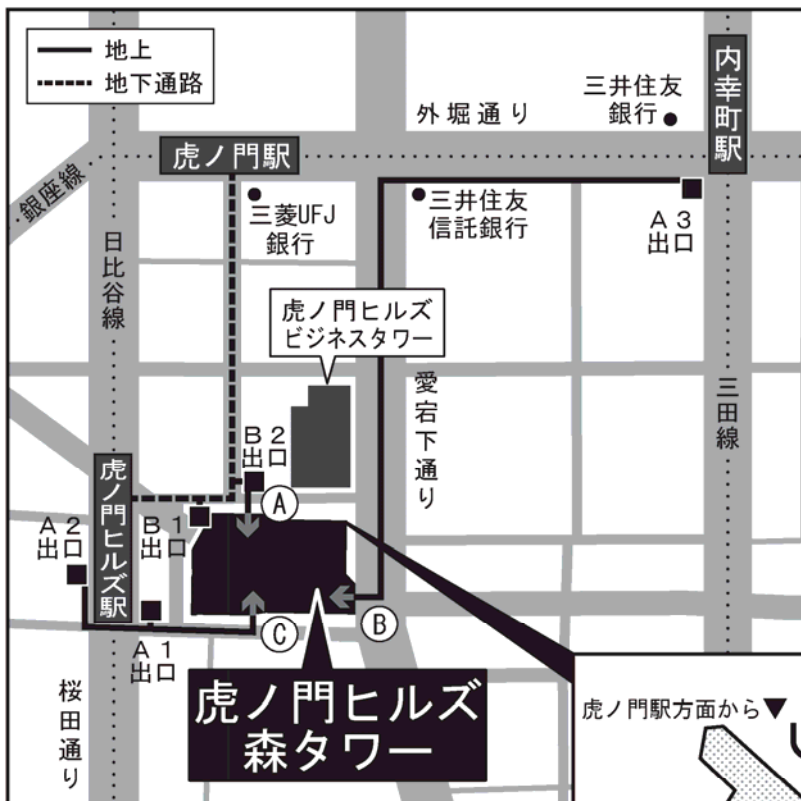 地上
地下通路
虎ノ門駅
外堀通り
三井住友
銀行
内幸町駅
銀座線
三菱UFJ
銀行
三井住友
信託銀行
A3
出口
日比谷線
虎ノ門ヒルズ
ビジネスタワー
愛宕下通り
三田線
B2
出口
虎ノ門ヒルズ駅
A2
出口
B1
出口
A
B
C
A1
出口
桜田通り
虎ノ門ヒルズ
森タワー
虎ノ門駅方面から▼